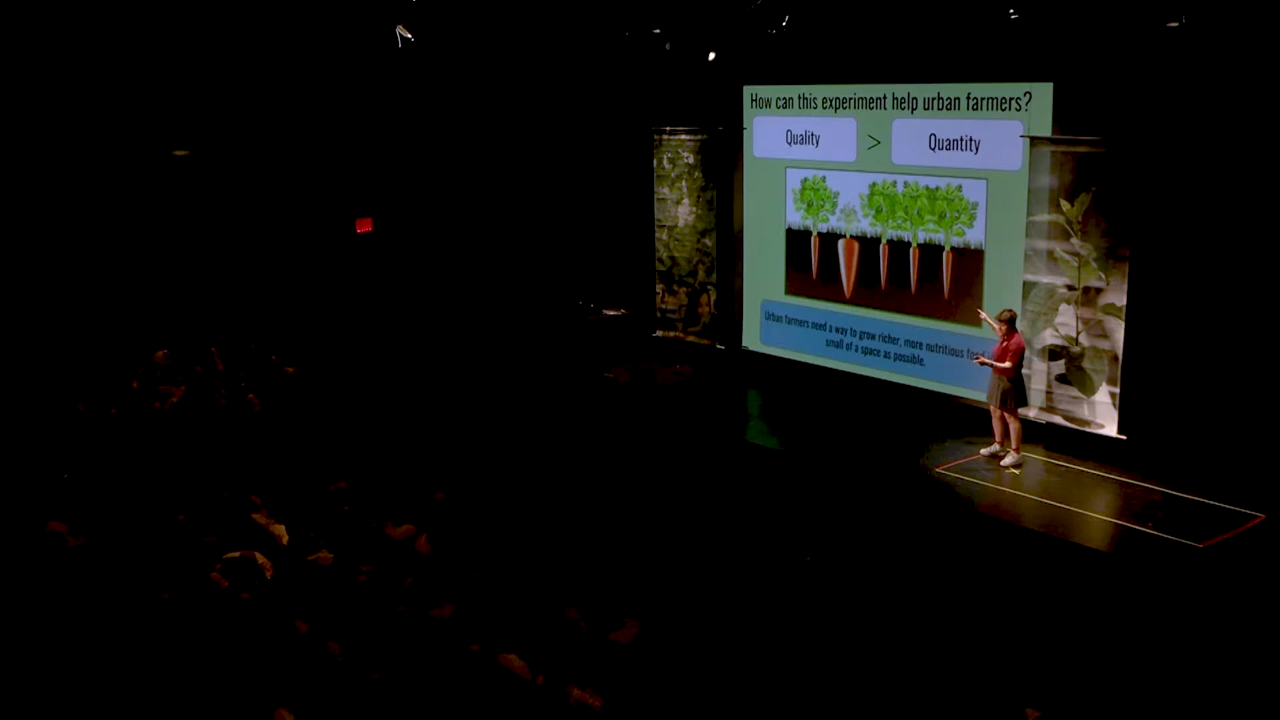 How can this experiment help urban farmers?
Quality > Quantity
Urban farmers need a way to grow richer, more nutritious
small of a space as possible.